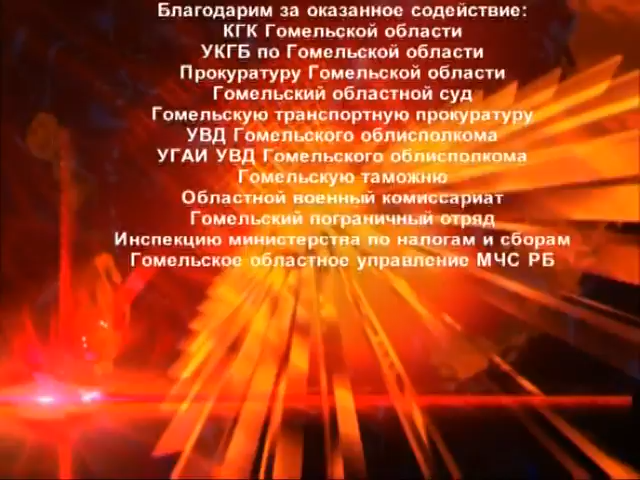 Благодарим за оказанное содействие:
КГК Гомельской области
УКГБ по Гомельской области
Прокуратуру Гомельской области
Гомельский областной суд
Гомельскую транспортную прокуратуру
УВД Гомельского облисполкома
УГАИ УВД Гомельского облисполкома
Гомельскую таможню
Областной военный комиссариат
Гомельский пограничный отряд
Инспекцию министерства по налогам и сборам
Гомельское областное управление МЧС РБ